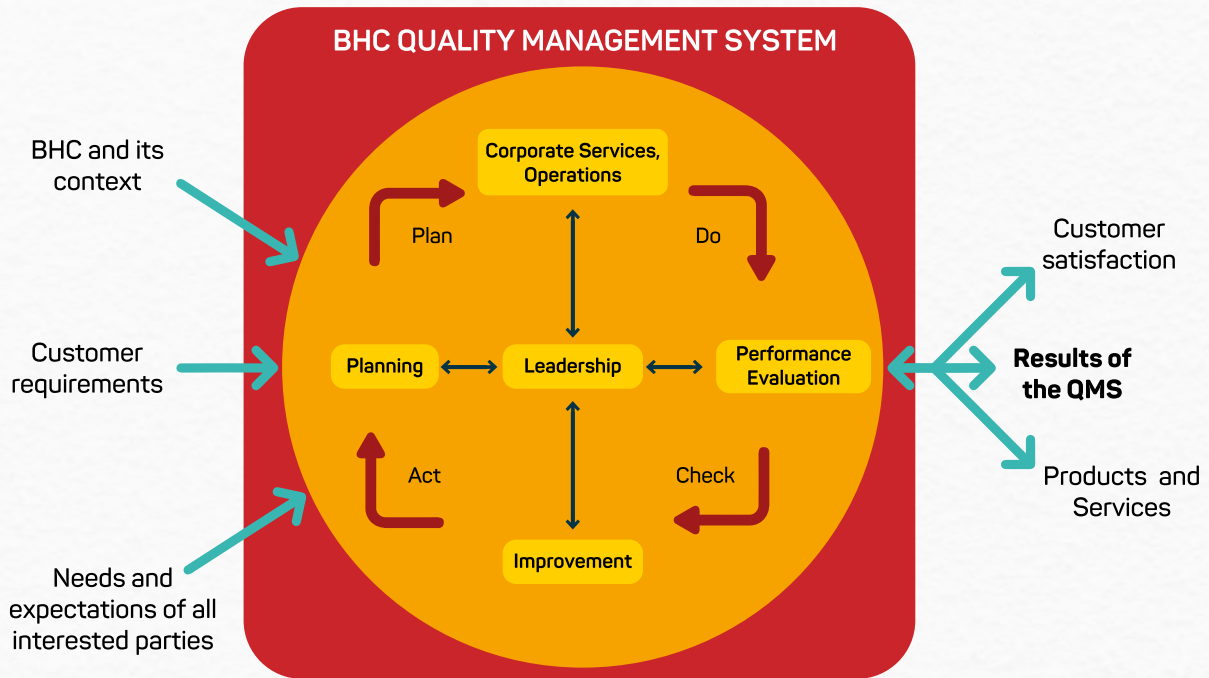 BHC QUALITY MANAGEMENT SYSTEM
BHC and its
context
Customer
requirements
Needs and
expectations of all
interested parties
Corporate Services,
Operations
Plan
Do
Planning
Leadership
Performance
Evaluation
Act
Check
Improvement
Customer
satisfaction
Results of
the QMS
Products and
Services